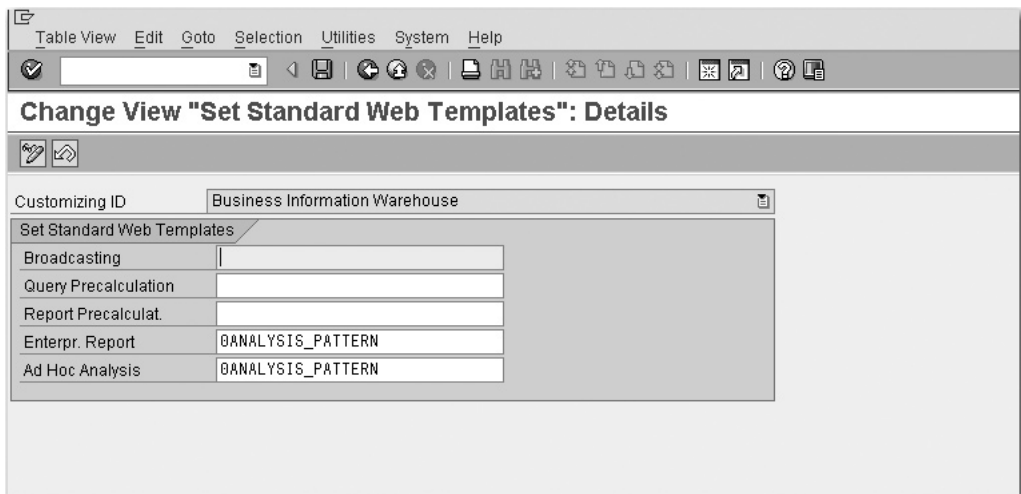 Table View Edit Goto Selection Utilities System Help
Change View "Set Standard Web Templates": Details
Customizing ID Business Information Warehouse
Set Standard Web Templates
Broadcasting
Query Precalculation
Report Precalculat.
Enterpr. Report 0ANALYSIS_PATTERN
Ad Hoc Analysis 0ANALYSIS_PATTERN